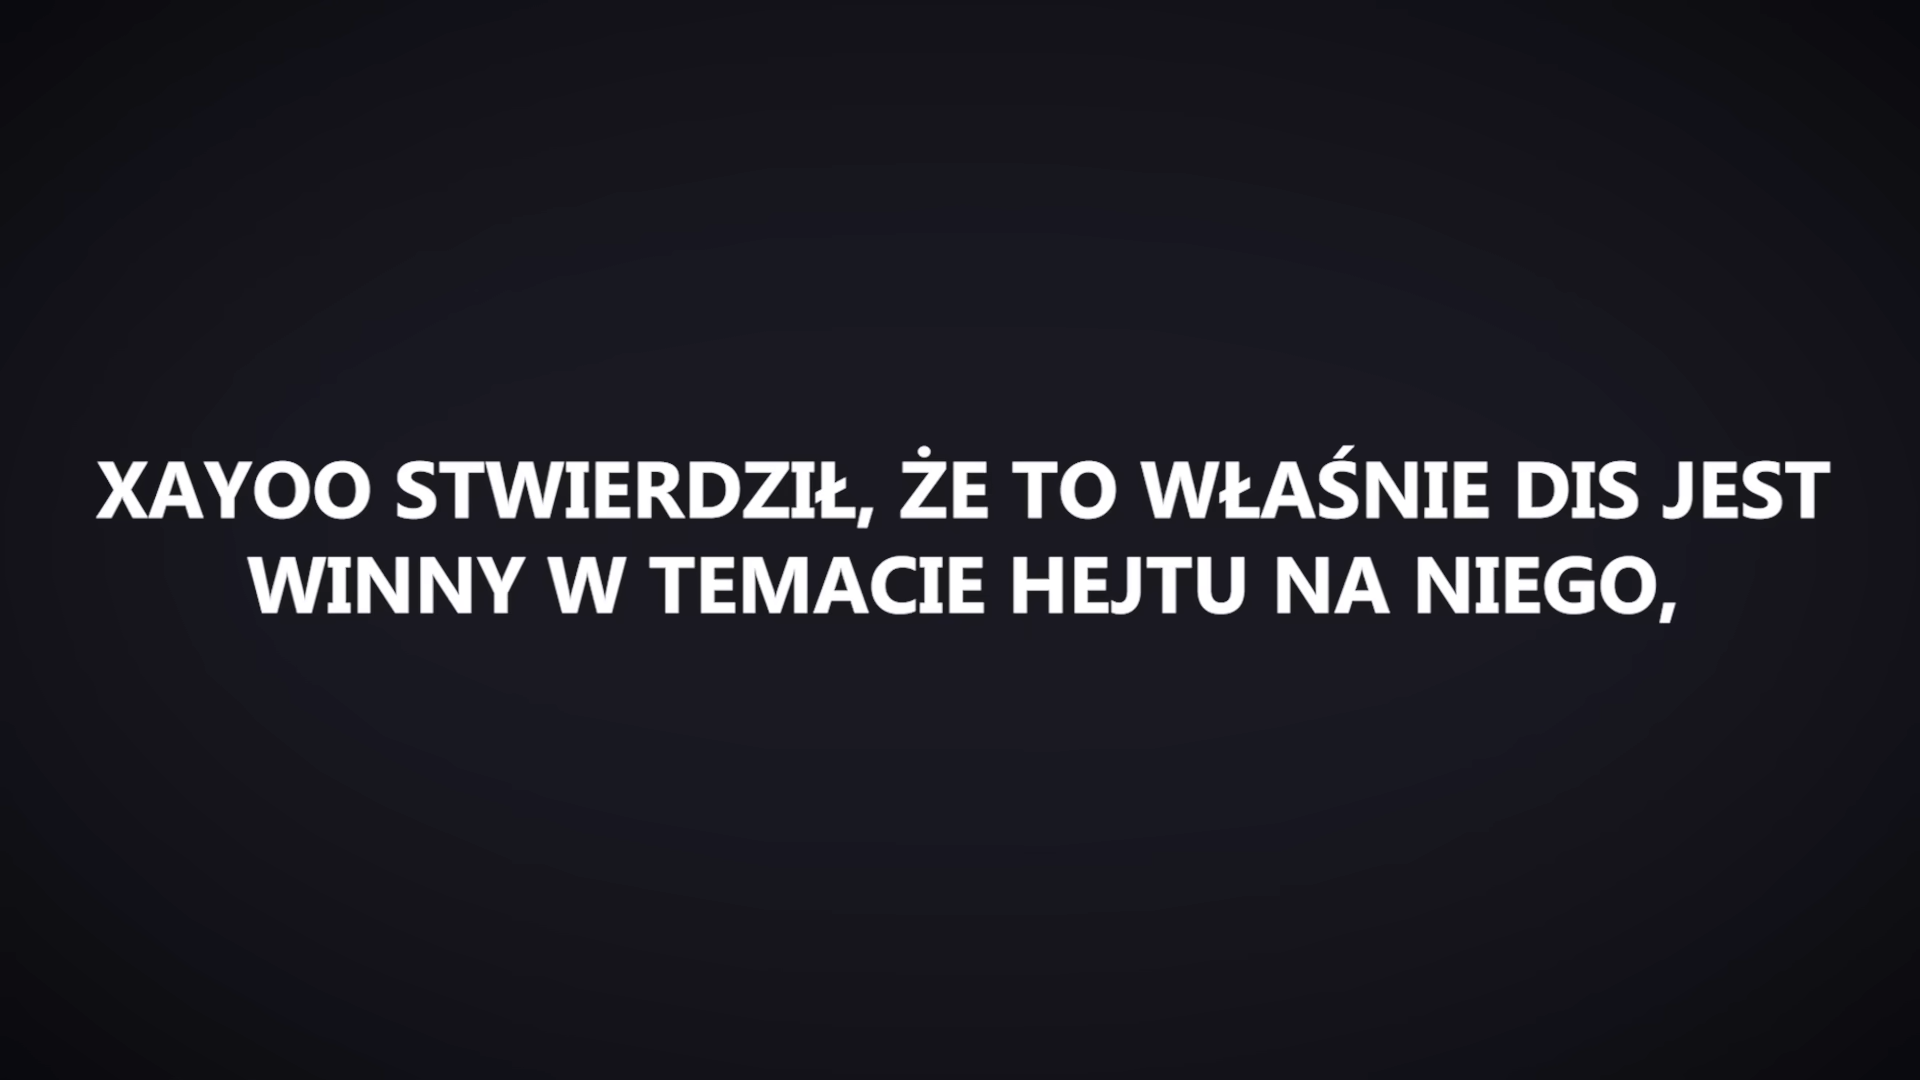 XAYOO STWIERDZIŁ, ŻE TO WŁAŚNIE DIS JEST
WINNY W TEMACIE HEJTU NA NIEGO,